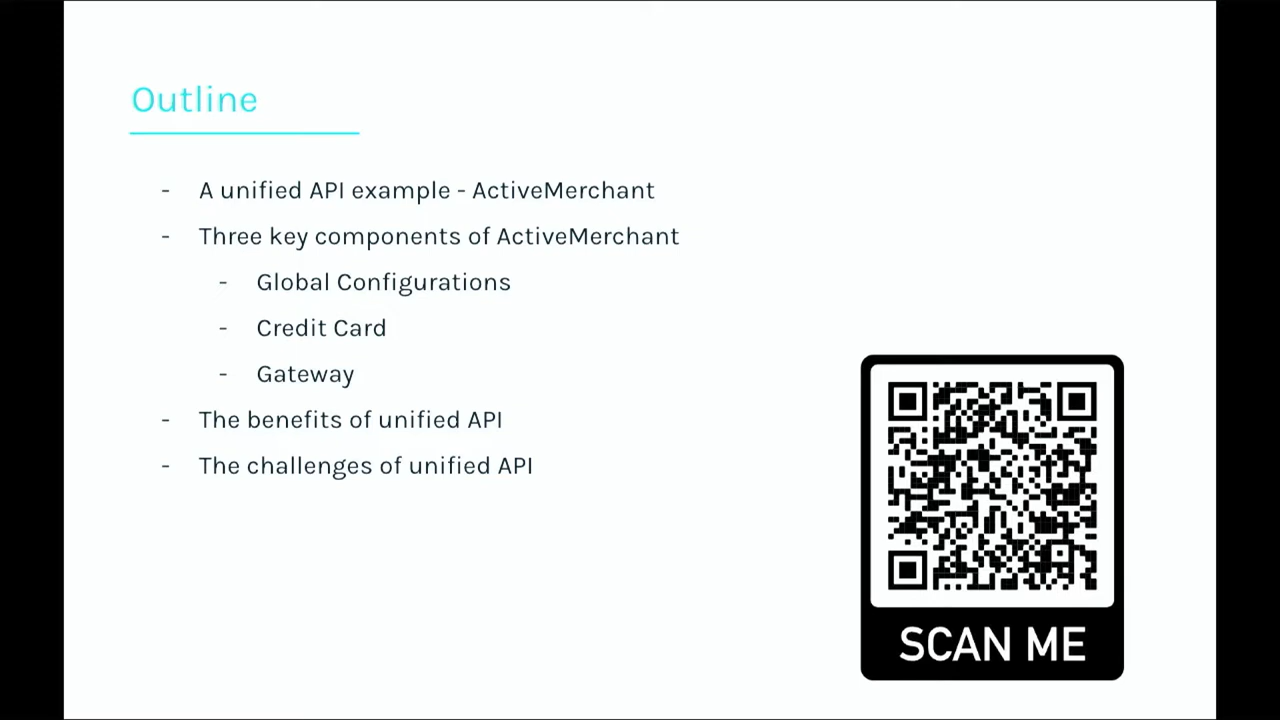 Outline
- A unified API example - ActiveMerchant
- Three key components of ActiveMerchant
- Global Configurations
- Credit Card
- Gateway
- The benefits of unified API
- The challenges of unified API
SCAN ME